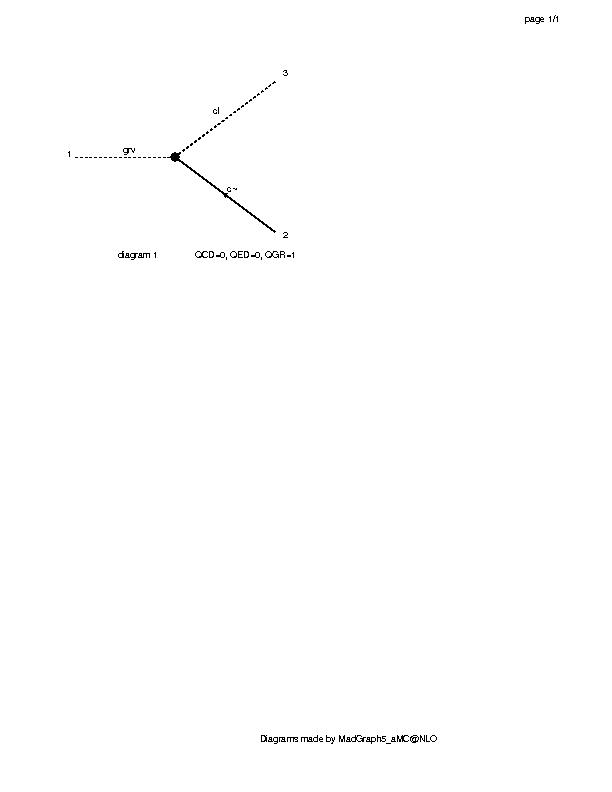 page 1/1
3
cl
1
grv
c~
2
diagram 1 QCD=0, QED=0, QGR=1
Diagrams made by MadGraph5_aMC@NLO